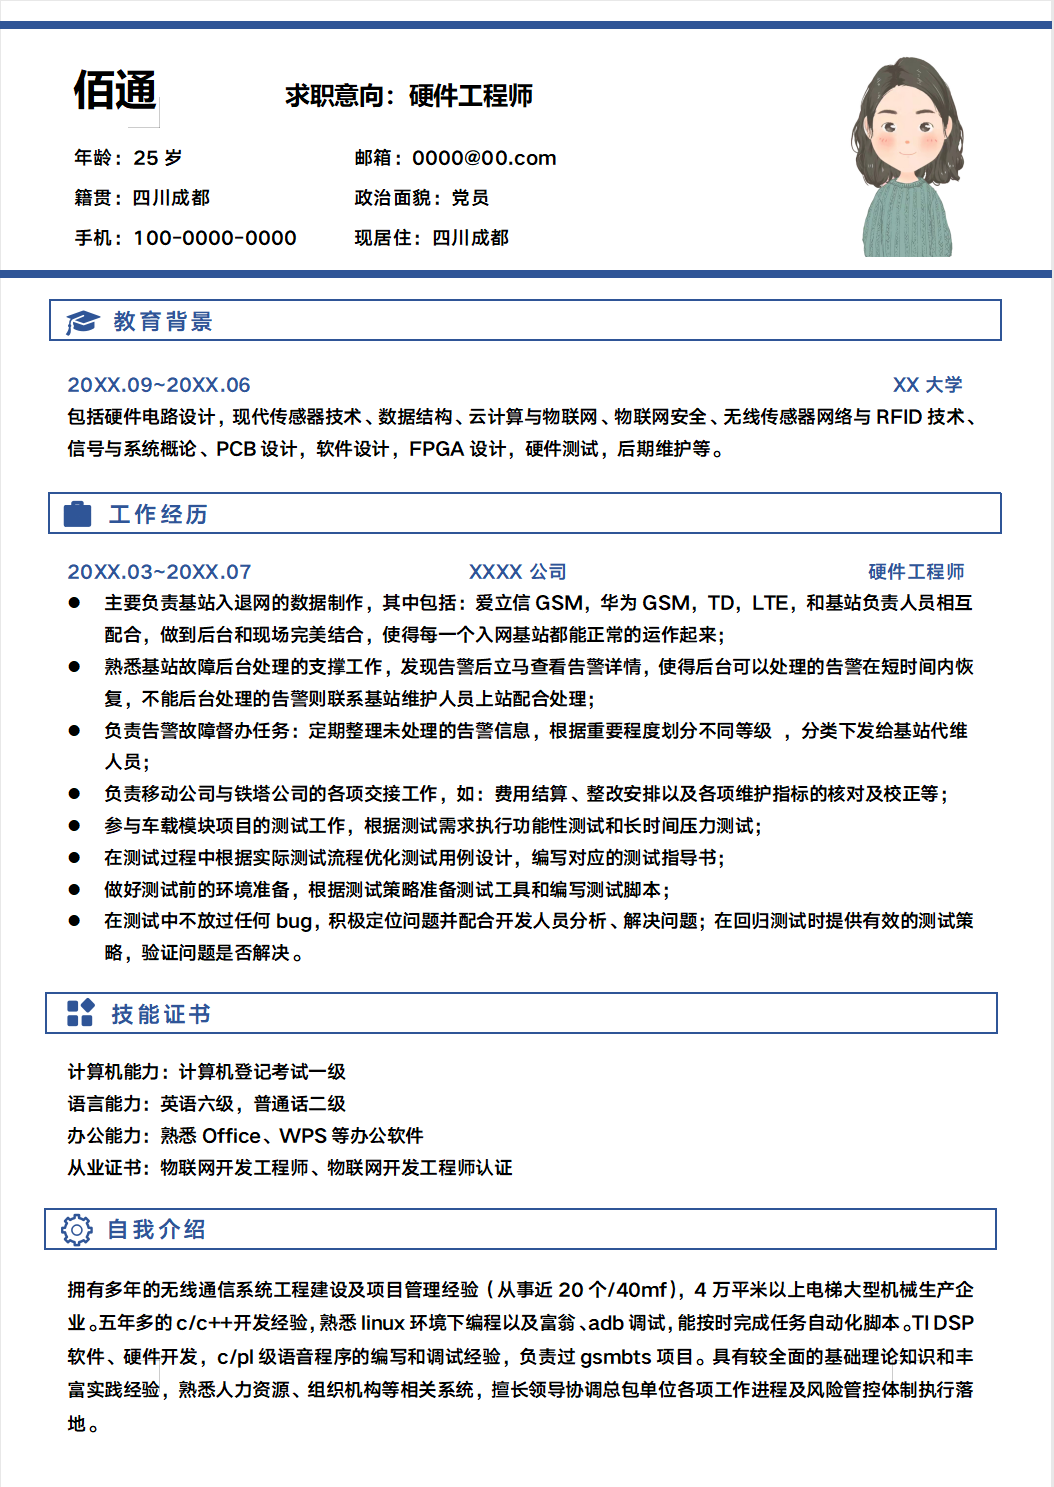 佰通
求职意向：硬件工程师
年龄：25 岁
邮箱：0000@00.com
籍贯：四川成都
政治面貌：党员
手机：100-0000-0000
现居住：四川成都
教育背景
20XX.09~20XX.06
XX 大学
包括硬件电路设计，现代传感器技术、数据结构、云计算与物联网、物联网安全、无线传感器网络与 RFID 技术、
信号与系统概论、PCB 设计，软件设计，FPGA 设计，硬件测试，后期维护等。
工作经历
20XX.03~20XX.07
XXXX 公司
硬件工程师
● 主要负责基站入退网的数据制作，其中包括：爱立信 GSM，华为 GSM，TD，LTE，和基站负责人员相互
配合，做到后台和现场完美结合，使得每一个入网基站都能正常的运作起来；
● 熟悉基站故障后台处理的支撑工作，发现告警后立马查看告警详情，使得后台可以处理的告警在短时间内恢
复，不能后台处理的告警则联系基站维护人员上站配合处理；
● 负责告警故障督办任务：定期整理未处理的告警信息，根据重要程度划分不同等级 ，分类下发给基站代维
人员；
● 负责移动公司与铁塔公司的各项交接工作，如：费用结算、整改安排以及各项维护指标的核对及校正等；
● 参与车载模块项目的测试工作，根据测试需求执行功能性测试和长时间压力测试；
● 在测试过程中根据实际测试流程优化测试用例设计，编写对应的测试指导书；
● 做好测试前的环境准备，根据测试策略准备测试工具和编写测试脚本；
● 在测试中不放过任何 bug，积极定位问题并配合开发人员分析、解决问题；在回归测试时提供有效的测试策
略，验证问题是否解决。
技能证书
计算机能力：计算机登记考试一级
语言能力：英语六级，普通话二级
办公能力：熟悉 Office、WPS 等办公软件
从业证书：物联网开发工程师、物联网开发工程师认证
自我介绍
拥有多年的无线通信系统工程建设及项目管理经验（从事近 20 个/40mf），4 万平米以上电梯大型机械生产企
业。五年多的 c/c++开发经验，熟悉 linux 环境下编程以及富翁、adb 调试，能按时完成任务自动化脚本。TI DSP
软件、硬件开发，c/pl 级语音程序的编写和调试经验，负责过 gsmbts 项目。具有较全面的基础理论知识和丰
富实践经验，熟悉人力资源、组织机构等相关系统，擅长领导协调总包单位各项工作进程及风险管控体制执行落
地。